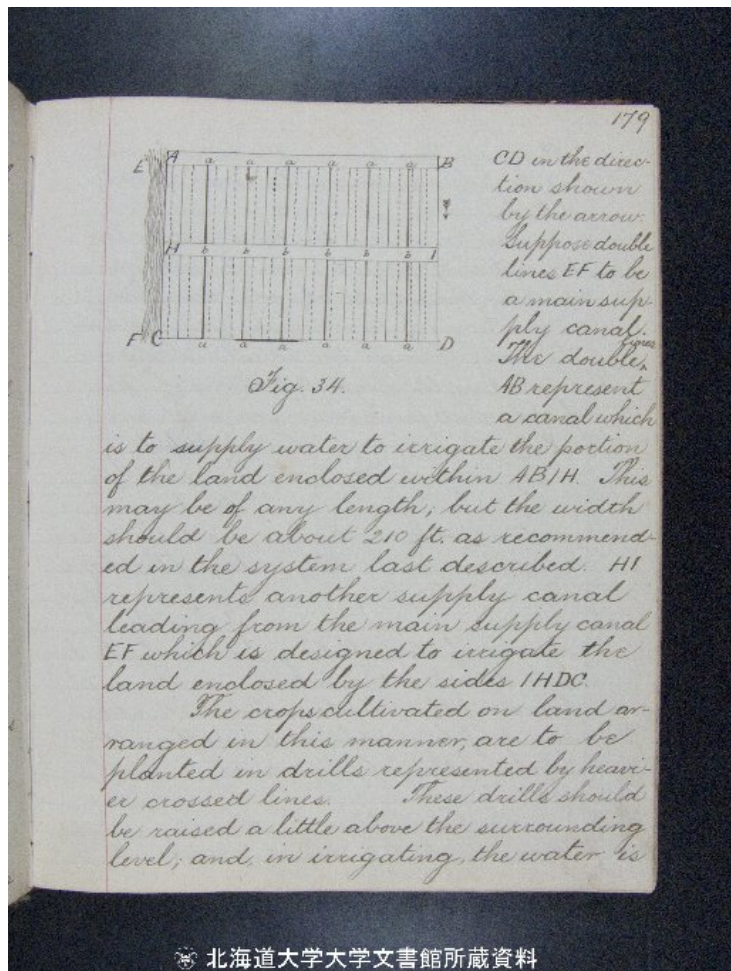 179
E A a a a a a a B
H b b b b b b I
F C a a a a a a D
Fig. 34.
CD in the direc-
tion shown
by the arrow.
Suppose double
lines EF to be
a main sup-
ply canal.
The double lines
AB represent
a canal which
is to supply water to irrigate the portion
of the land enclosed within ABIH. This
may be of any length; but the width
should be about 210 ft. as recommend-
ed in the system last described. HI
represents another supply canal
leading from the main supply canal
EF which is designed to irrigate the
land enclosed by the sides IHDC.
The crops cultivated on land ar-
ranged in this manner, are to be
planted in drills represented by heavi-
er crossed lines. These drills should
be raised a little above the surrounding
level; and, in irrigating, the water is
北海道大学大学文書館所蔵資料